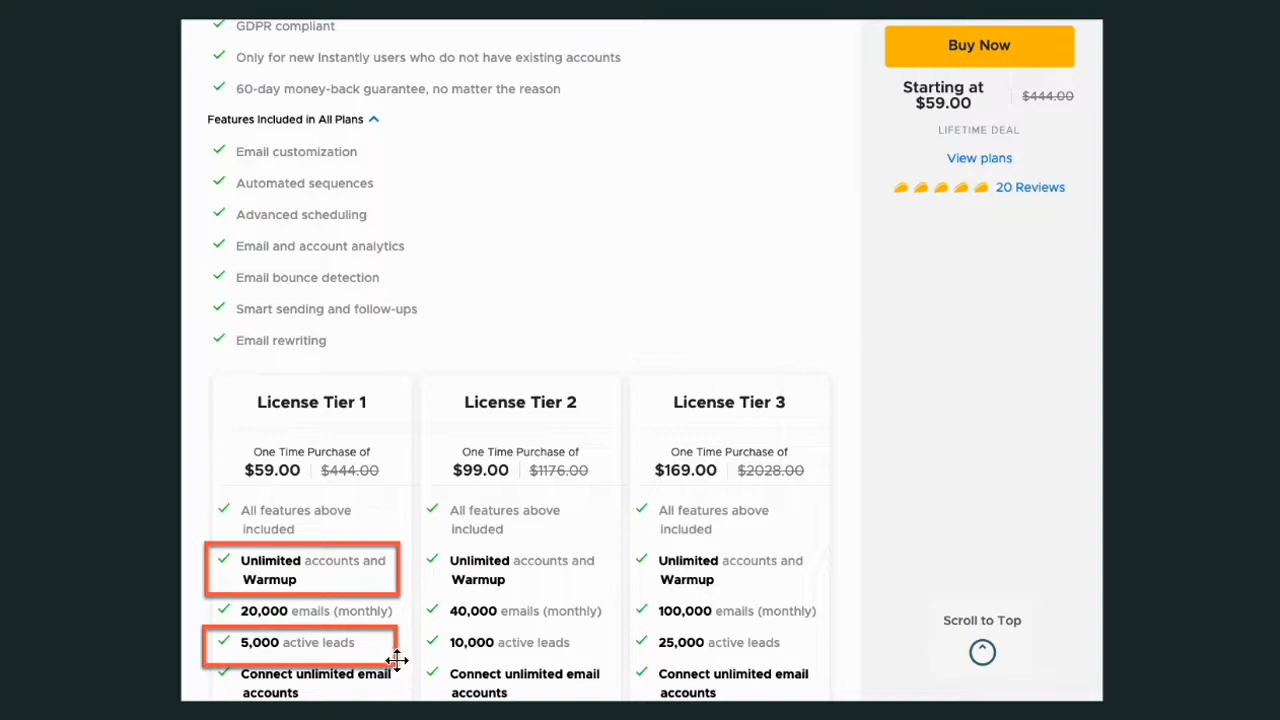 GDPR compliant
Only for new Instantly users who do not have existing accounts
60-day money-back guarantee, no matter the reason
Features Included in All Plans
Email customization
Automated sequences
Advanced scheduling
Email and account analytics
Email bounce detection
Smart sending and follow-ups
Email rewriting
License Tier 1
One Time Purchase of
$59.00 $444.00
All features above
included
Unlimited accounts and
Warmup
20,000 emails (monthly)
5,000 active leads
Connect unlimited email
accounts
License Tier 2
One Time Purchase of
$99.00 $1176.00
All features above
included
Unlimited accounts and
Warmup
40,000 emails (monthly)
10,000 active leads
Connect unlimited email
accounts
License Tier 3
One Time Purchase of
$169.00 $2028.00
All features above
included
Unlimited accounts and
Warmup
100,000 emails (monthly)
25,000 active leads
Connect unlimited email
accounts
Buy Now
Starting at
$59.00 $444.00
LIFETIME DEAL
View plans
20 Reviews
Scroll to Top